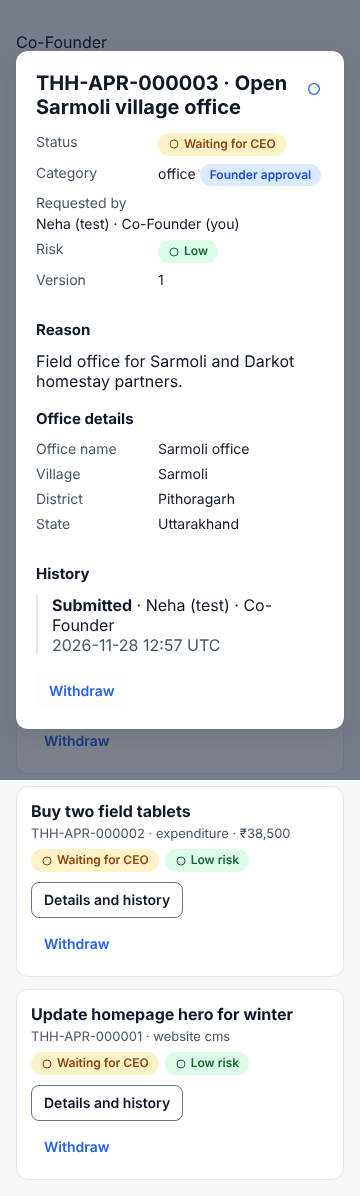 Co-Founder
THH-APR-000003 · Open
Sarmoli village office
Status
Waiting for CEO
Category
office Founder approval
Requested by
Neha (test) · Co-Founder (you)
Risk
Low
Version
1
Reason
Field office for Sarmoli and Darkot
homestay partners.
Office details
Office name
Sarmoli office
Village
Sarmoli
District
Pithoragarh
State
Uttarakhand
History
Submitted · Neha (test) · Co-
Founder
2026-11-28 12:57 UTC
Withdraw
Withdraw
Buy two field tablets
THH-APR-000002 · expenditure · ₹38,500
Waiting for CEO Low risk
Details and history
Withdraw
Update homepage hero for winter
THH-APR-000001 · website cms
Waiting for CEO Low risk
Details and history
Withdraw